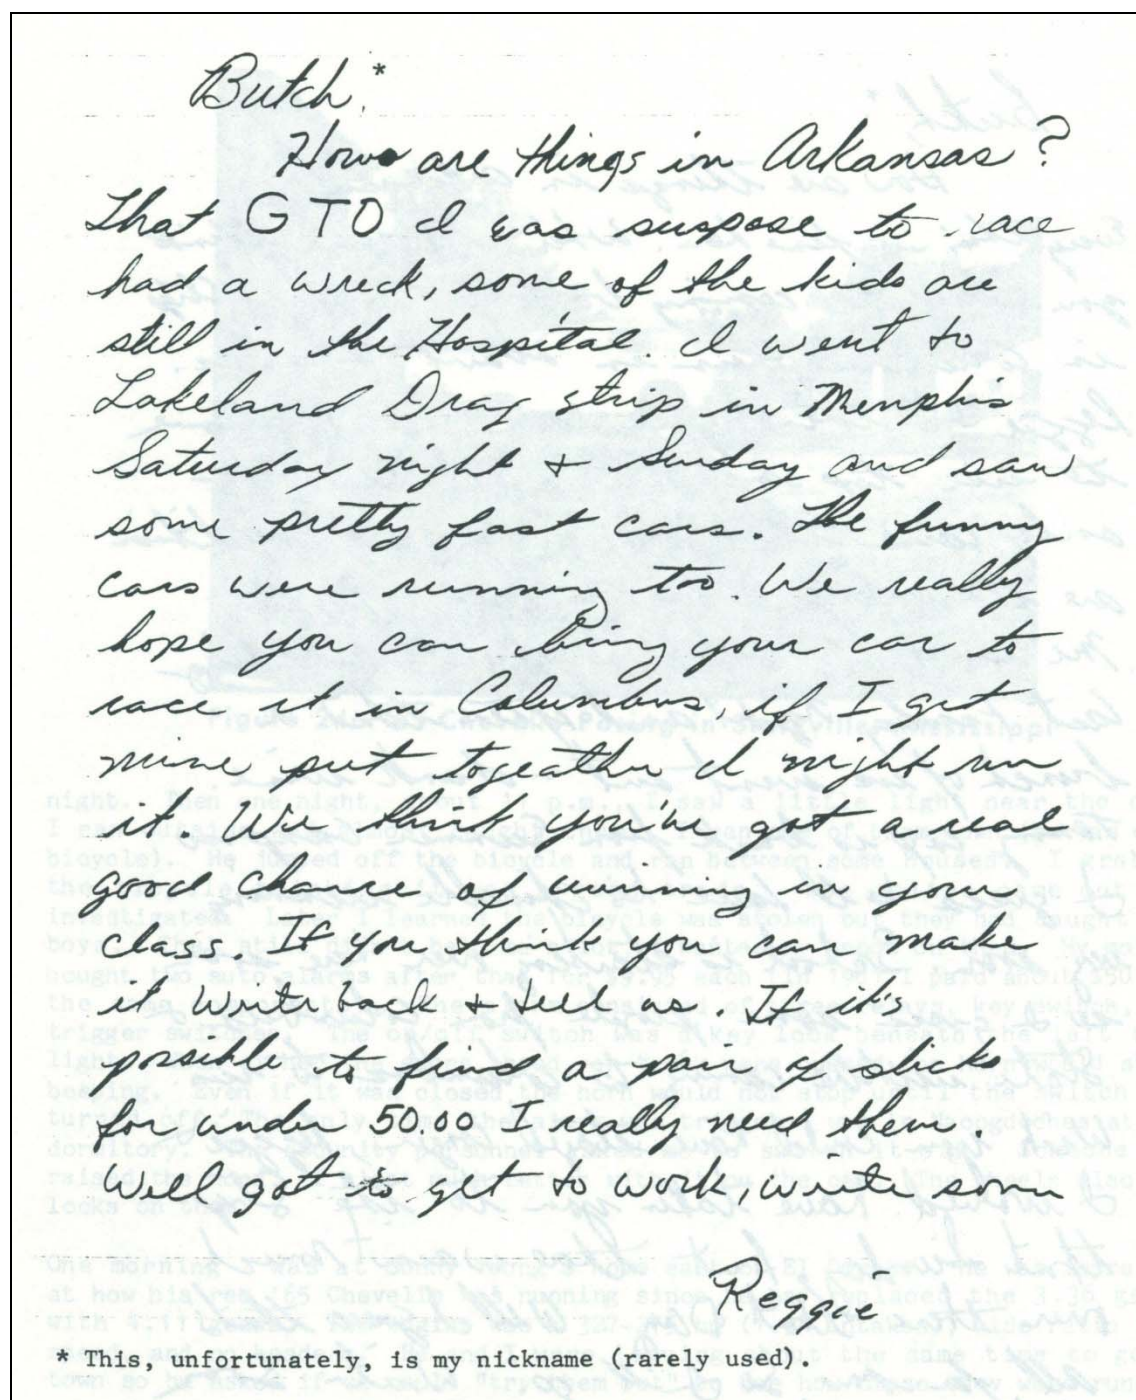 Butch,*
How are things in Arkansas?
That GTO I was suspose to race
had a wreck, some of the kids are
still in the Hospital. I went to
Lakeland Drag strip in Memphis
Saturday night & Sunday and saw
some pretty fast cars. The funny
cars were running too. We really
hope you can bring your car to
race it in Columbus, if I get
mine put togeather I might run
it. We think you've got a real
good chance of winning in your
class. If you think you can make
it write back & tell us. If it's
possible to find a pair of slicks
for under 50.00 I really need them.
Well got to get to work, write soon
Reggie
* This, unfortunately, is my nickname (rarely used).